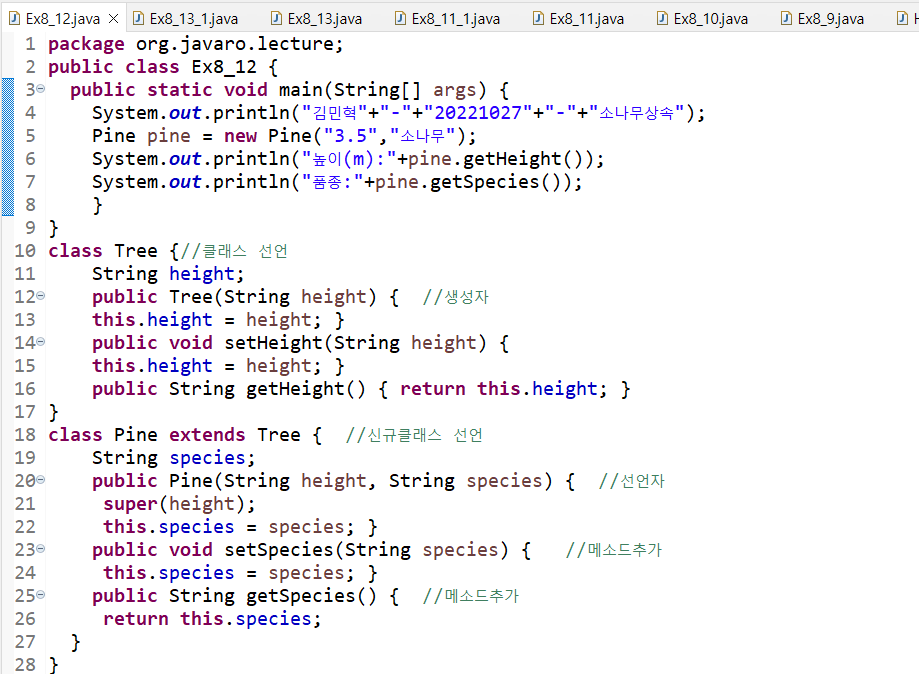 Ex8_12.java Ex8_13_1.java Ex8_13.java Ex8_11_1.java Ex8_11.java Ex8_10.java Ex8_9.java
1 package org.javaro.lecture;
2 public class Ex8_12 {
3 public static void main(String[] args) {
4 System.out.println("김민혁"+"-"+"20221027"+"-"+"소나무상속");
5 Pine pine = new Pine("3.5","소나무");
6 System.out.println("높이(m):"+pine.getHeight());
7 System.out.println("품종:"+pine.getSpecies());
8 }
9 }
10 class Tree {//클래스 선언
11 String height;
12 public Tree(String height) { //생성자
13 this.height = height; }
14 public void setHeight(String height) {
15 this.height = height; }
16 public String getHeight() { return this.height; }
17 }
18 class Pine extends Tree { //신규클래스 선언
19 String species;
20 public Pine(String height, String species) { //선언자
21 super(height);
22 this.species = species; }
23 public void setSpecies(String species) { //메소드추가
24 this.species = species; }
25 public String getSpecies() { //메소드추가
26 return this.species;
27 }
28 }